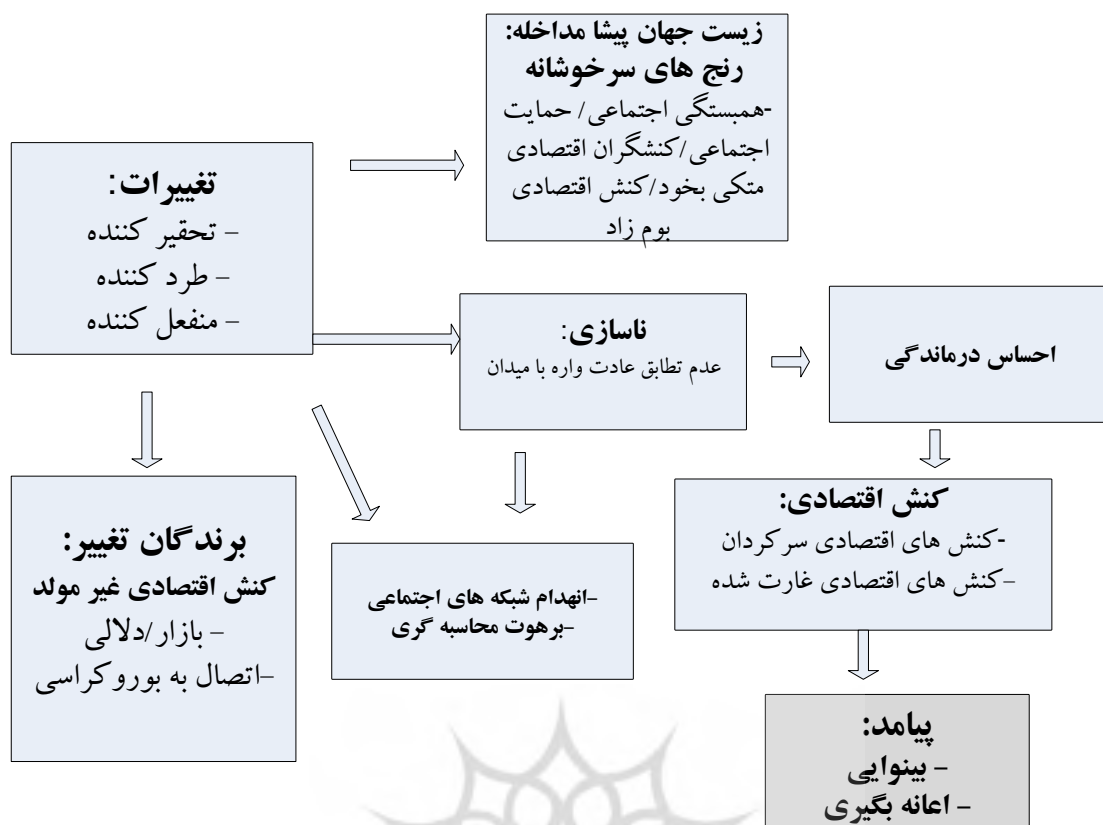 زیست جهان پیشا مداخله:
رنج های سرخوشانه
-همبستگی اجتماعی/ حمایت
اجتماعی/کنشگران اقتصادی
متکی بخود/کنش اقتصادی
بوم زاد
تغییرات:
- تحقیر کننده
- طرد کننده
- منفعل کننده
ناسازی:
عدم تطابق عادت واره با میدان
احساس درماندگی
برندگان تغییر:
کنش اقتصادی غیر مولد
- بازار/دلالی
-اتصال به بوروکراسی
-انهدام شبکه های اجتماعی
-برهوت محاسبه گری
کنش اقتصادی:
-کنش های اقتصادی سرکردان
-کنش های اقتصادی غارت شده
پیامد:
- بینوایی
- اعانه بگیری